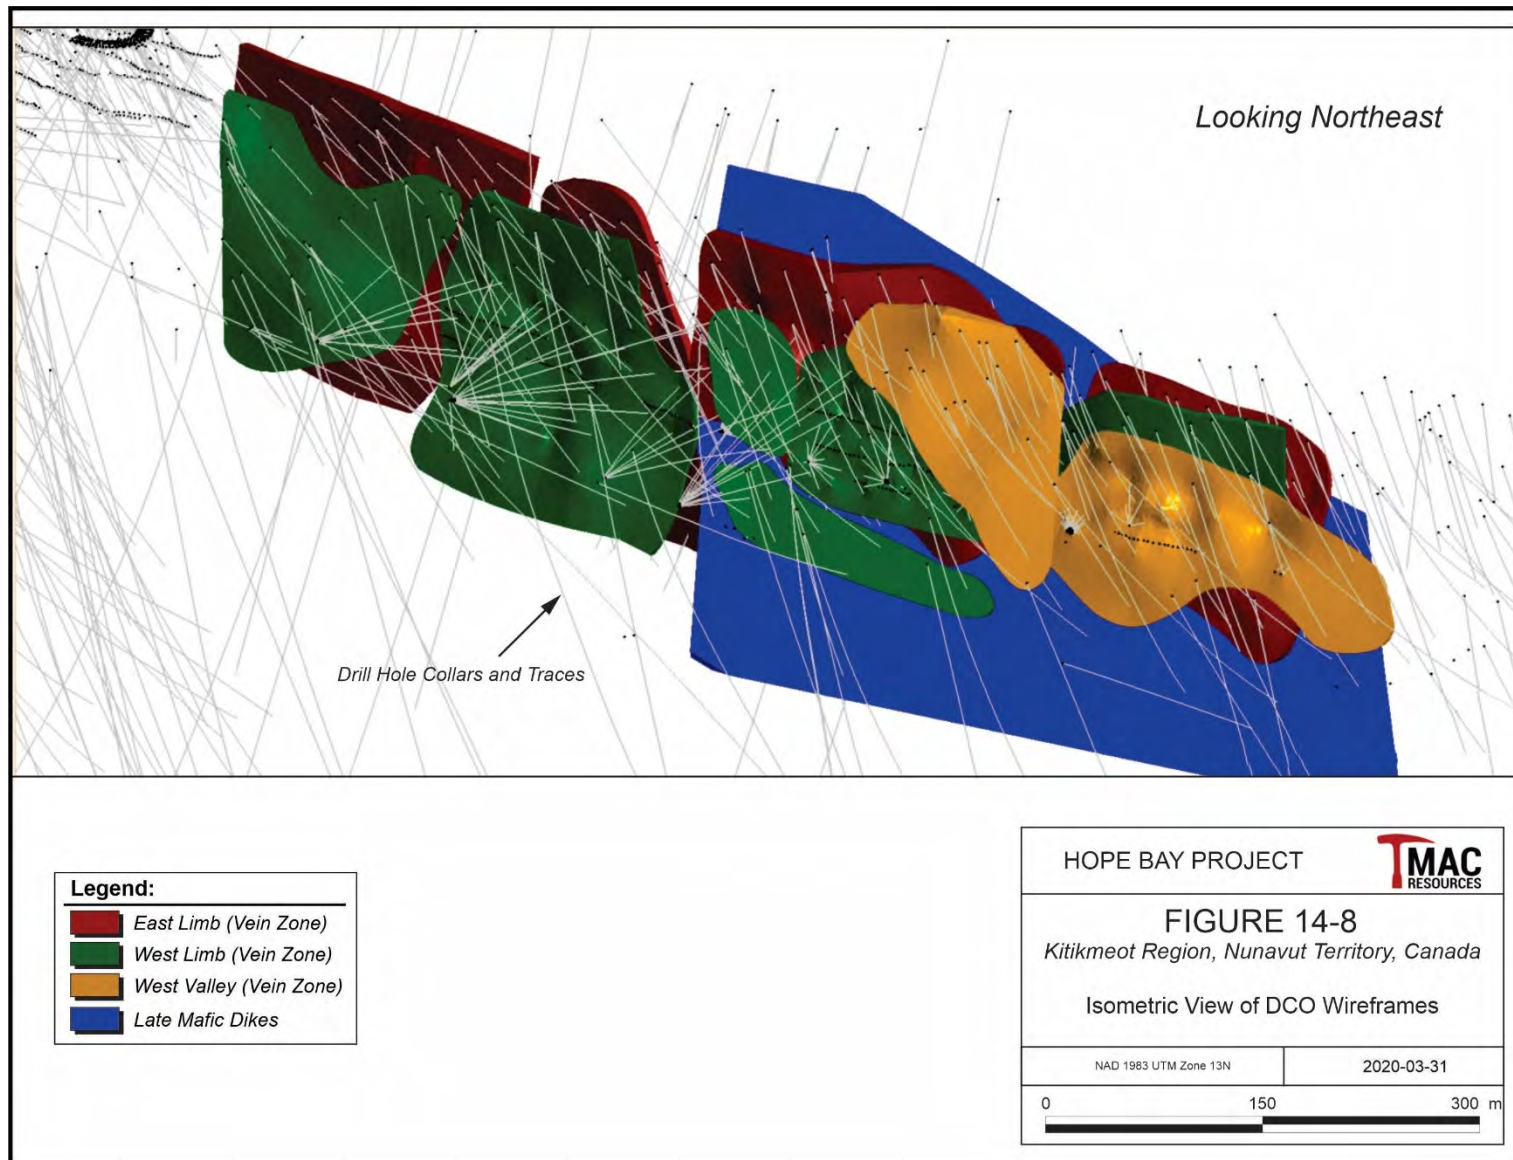 Looking Northeast
Drill Hole Collars and Traces
Legend:
East Limb (Vein Zone)
West Limb (Vein Zone)
West Valley (Vein Zone)
Late Mafic Dikes
HOPE BAY PROJECT
TMAC
RESOURCES
FIGURE 14-8
Kitikmeot Region, Nunavut Territory, Canada
Isometric View of DCO Wireframes
NAD 1983 UTM Zone 13N
2020-03-31
0 150 300 m